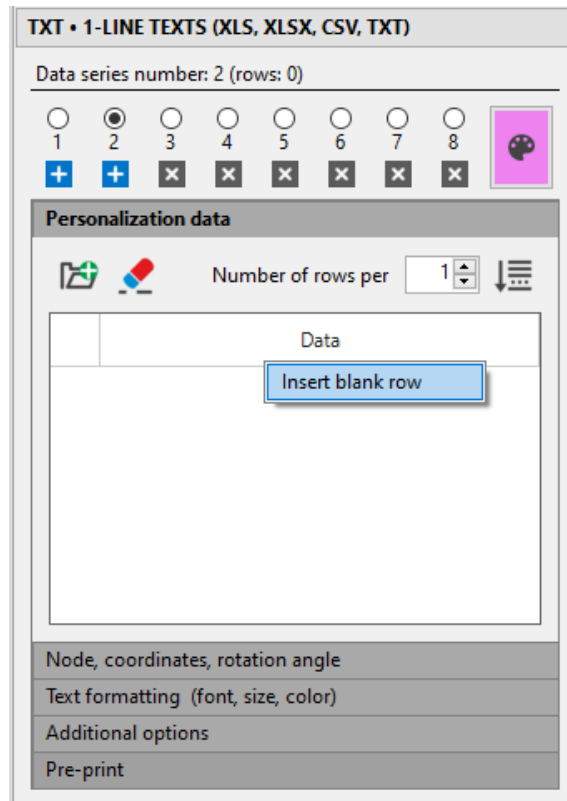 TXT • 1-LINE TEXTS (XLS, XLSX, CSV, TXT)
Data series number: 2 (rows: 0)
1 2 3 4 5 6 7 8
Personalization data
Number of rows per 1
Data
Insert blank row
Node, coordinates, rotation angle
Text formatting (font, size, color)
Additional options
Pre-print